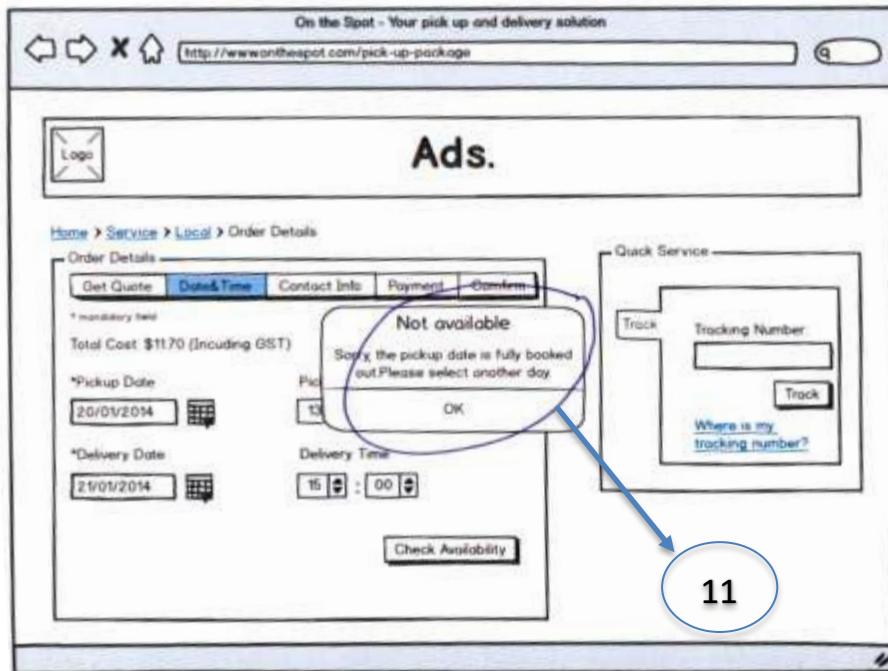 On the Spot - Your pick up and delivery solution
http://wwwonthespot.com/pick-up-package
Logo
Ads.
Home > Service > Local > Order Details
Order Details
Get Quote Date&Time Contact Info Payment Comfirm
* mandatory field
Total Cost $11.70 (Incuding GST)
*Pickup Date
20/01/2014
13
*Delivery Date
Delivery Time
21/01/2014
15 : 00
Check Availability
Not available
Sorry, the pickup date is fully booked
out.Please select another day.
OK
Quick Service
Track
Tracking Number:
Track
Where is my
tracking number?
11